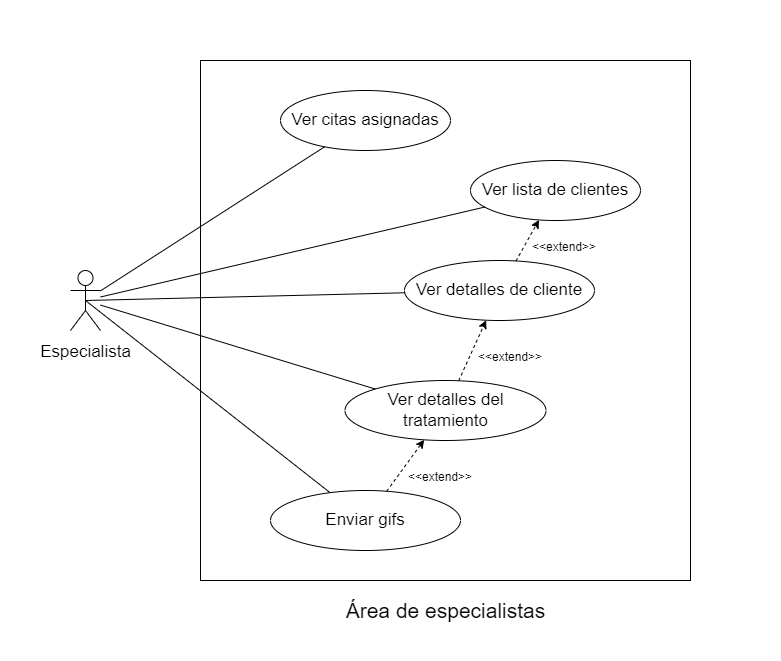 Ver citas asignadas
Ver lista de clientes
<<extend>>
Ver detalles de cliente
Especialista
<<extend>>
Ver detalles del
tratamiento
<<extend>>
Enviar gifs
Área de especialistas